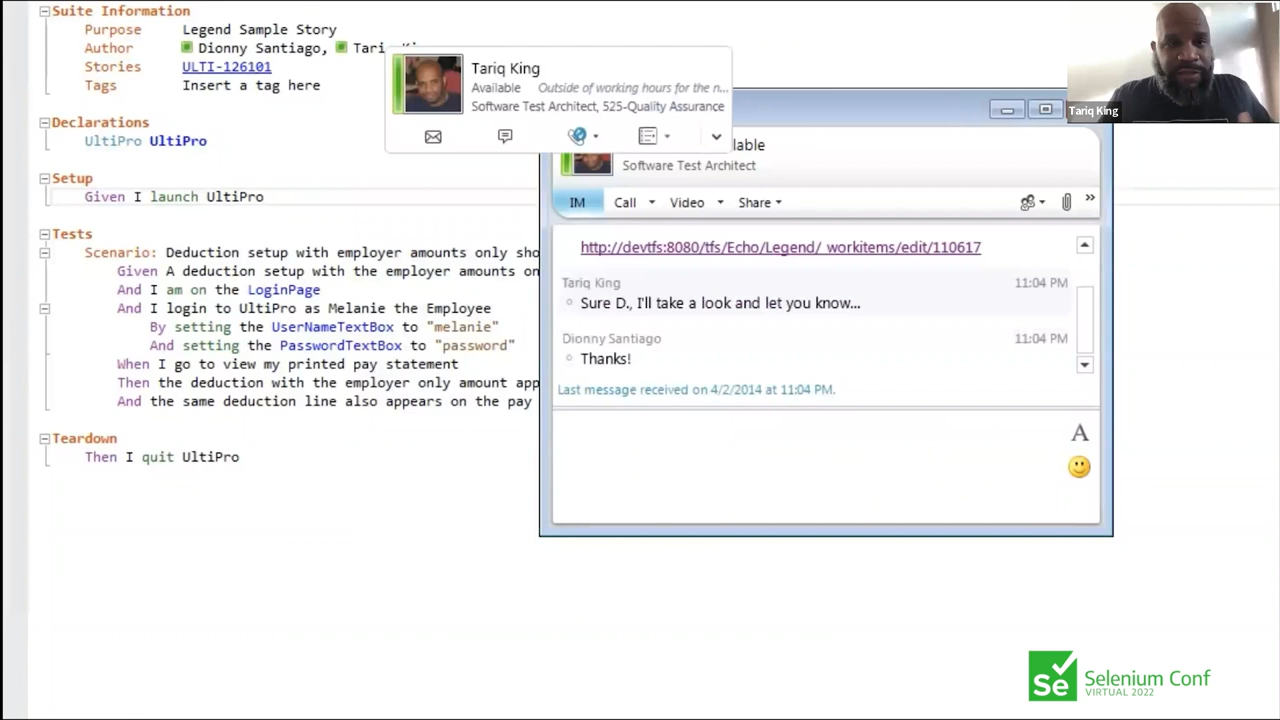 Suite Information
Purpose Legend Sample Story
Author Dionny Santiago, Tariq
Stories ULTI-126101
Tags Insert a tag here
Declarations
UltiPro UltiPro
Setup
Given I launch UltiPro
Tests
Scenario: Deduction setup with employer amounts only sho
Given A deduction setup with the employer amounts on
And I am on the LoginPage
And I login to UltiPro as Melanie the Employee
By setting the UserNameTextBox to "melanie"
And setting the PasswordTextBox to "password"
When I go to view my printed pay statement
Then the deduction with the employer only amount app
And the same deduction line also appears on the pay
Teardown
Then I quit UltiPro
Tariq King
Available Outside of working hours for the n...
Software Test Architect, 525-Quality Assurance
lable
Software Test Architect
IM Call Video Share
http://devtfs:8080/tfs/Echo/Legend/_workitems/edit/110617
Tariq King 11:04 PM
Sure D., I'll take a look and let you know...
Dionny Santiago 11:04 PM
Thanks!
Last message received on 4/2/2014 at 11:04 PM.
A
Tariq King
Se Selenium Conf
VIRTUAL 2022